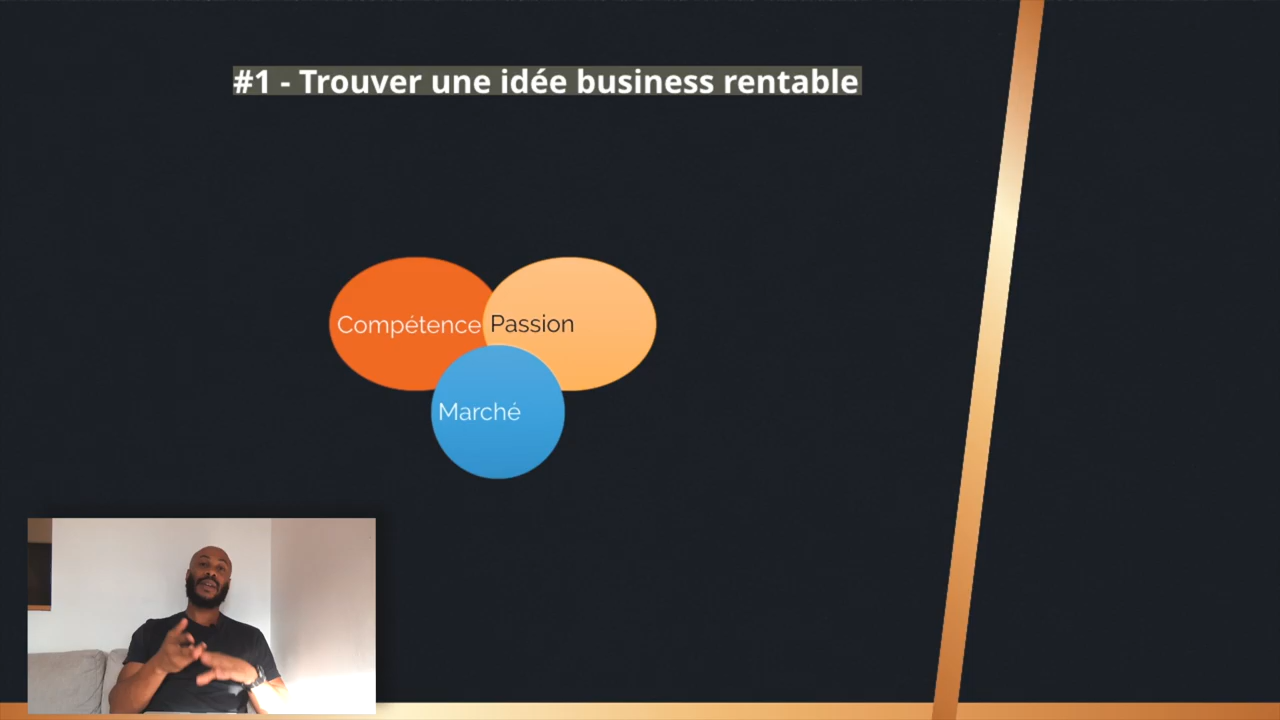 #1 - Trouver une idée business rentable
Compétence
Passion
Marché